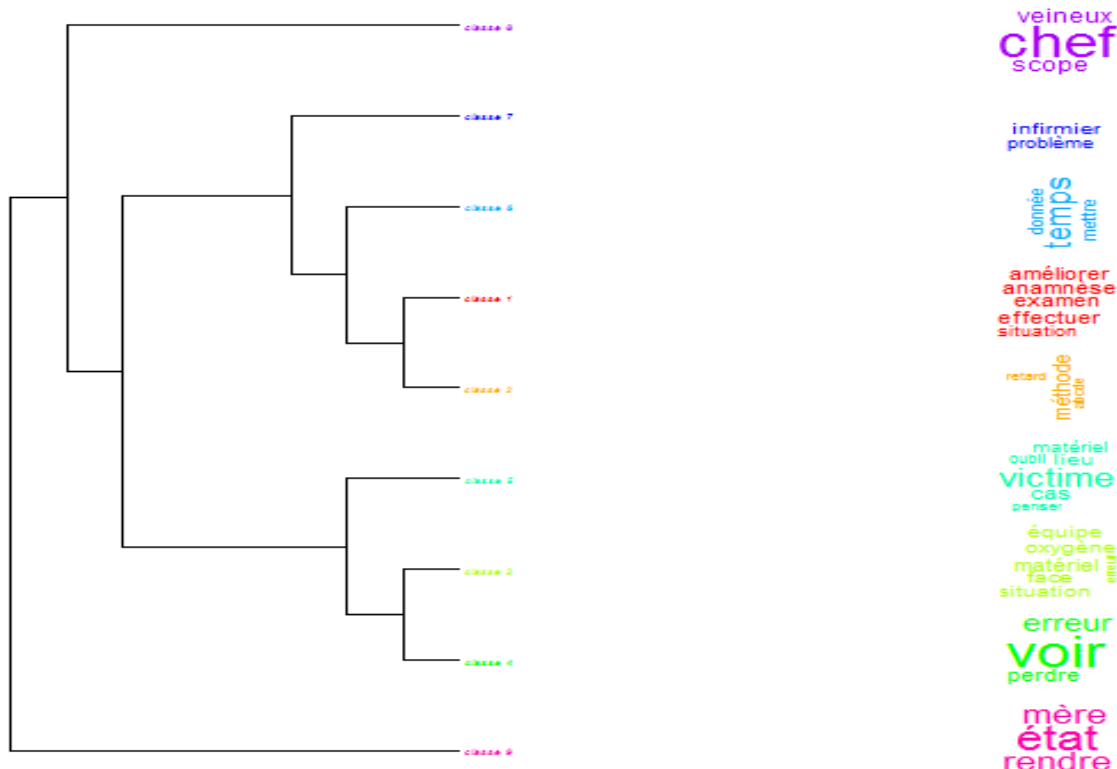 classe 8
veineux
chef
scope
classe 7
infirmier
problème
classe 6
donnée
temps
mettre
classe 1
améliorer
anamnèse
examen
effectuer
situation
classe 2
retard
méthode
classe 5
matériel
oubli lieu
victime
cas
penser
classe 3
équipe
oxygène
matériel
face
situation
classe 4
erreur
voir
perdre
classe 9
mère
état
rendre